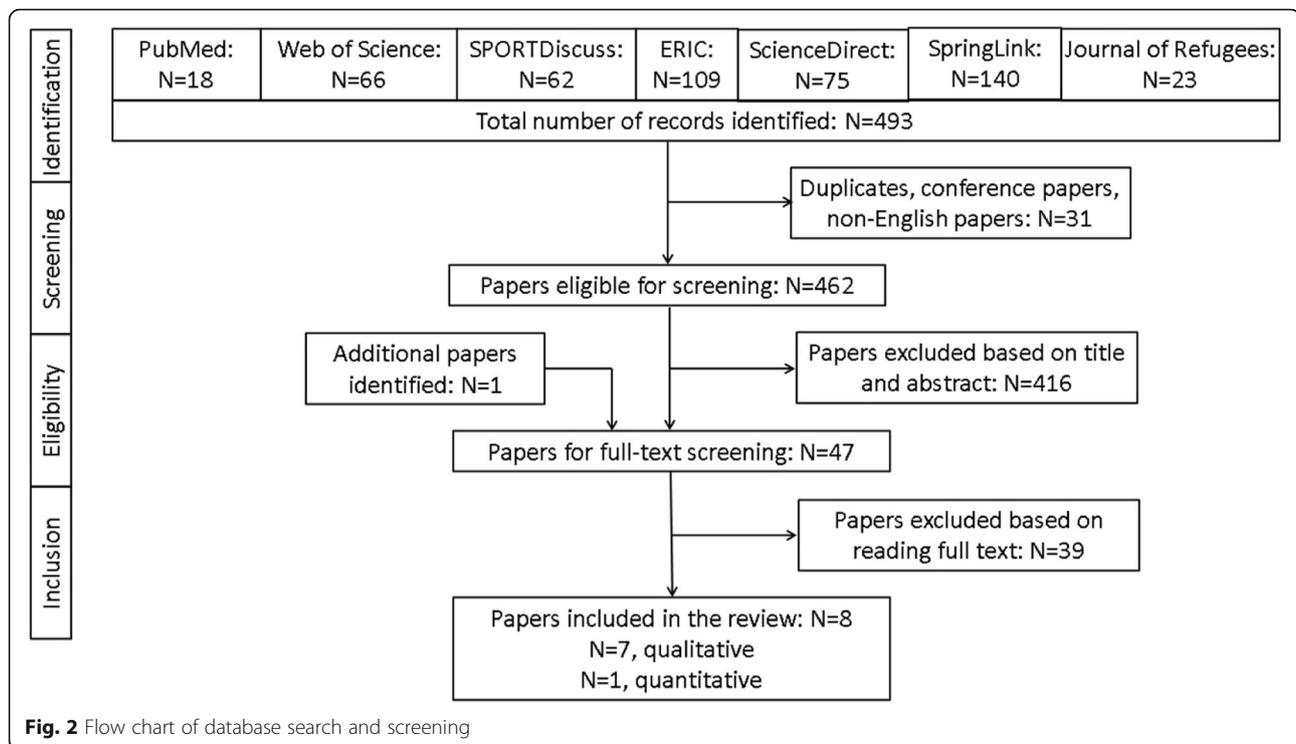 Identification
PubMed:
N=18
Web of Science:
N=66
SPORTDiscuss:
N=62
ERIC:
N=109
ScienceDirect:
N=75
SpringLink:
N=140
Journal of Refugees:
N=23
Total number of records identified: N=493
Screening
Duplicates, conference papers,
non-English papers: N=31
Papers eligible for screening: N=462
Eligibility
Additional papers
identified: N=1
Papers excluded based on title
and abstract: N=416
Papers for full-text screening: N=47
Inclusion
Papers excluded based on
reading full text: N=39
Papers included in the review: N=8
N=7, qualitative
N=1, quantitative
Fig. 2 Flow chart of database search and screening